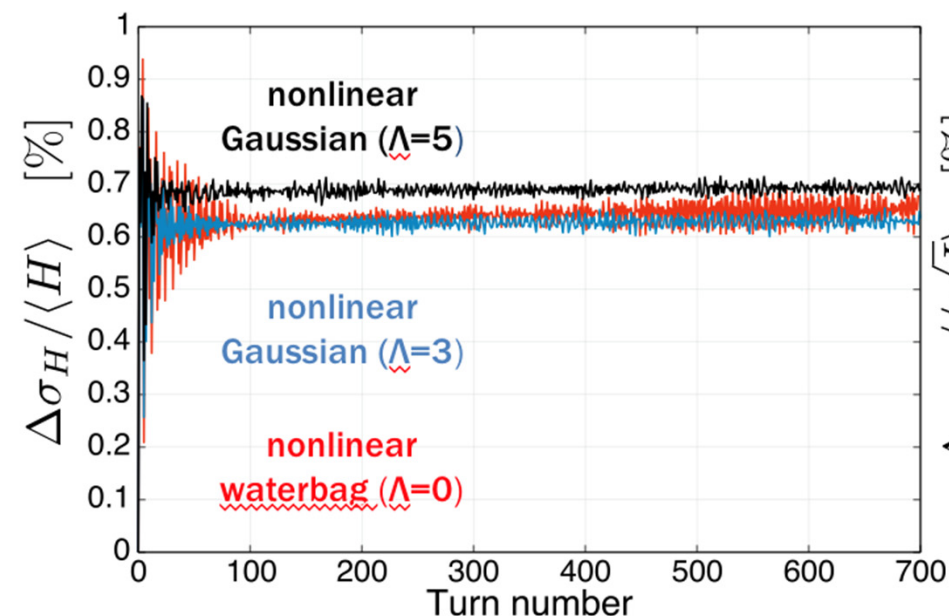 1
0.9
0.8
0.7
0.6
0.5
0.4
0.3
0.2
0.1
0
Δσ_H / ⟨H⟩ [%]
nonlinear
Gaussian (Λ=5)
nonlinear
Gaussian (Λ=3)
nonlinear
waterbag (Λ=0)
0 100 200 300 400 500 600 700
Turn number
[%]